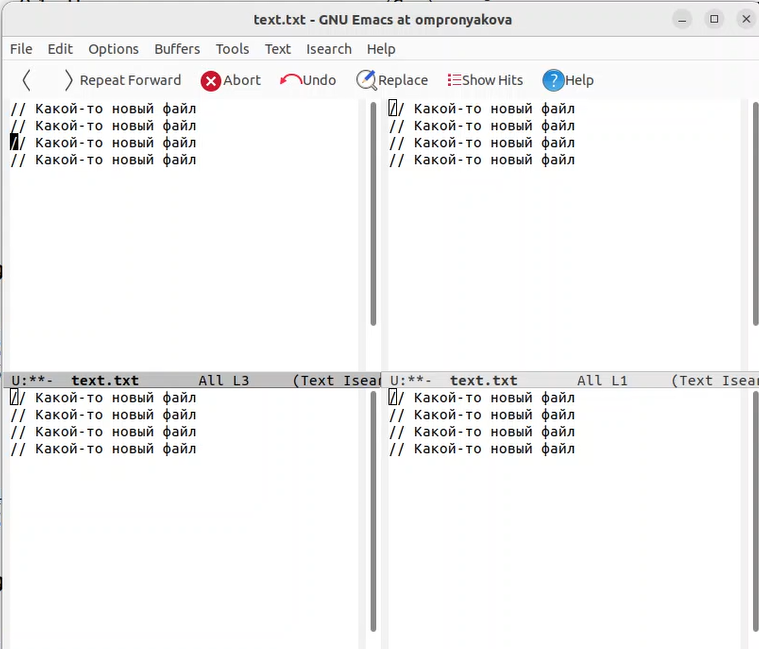 text.txt - GNU Emacs at ompronyakova
File Edit Options Buffers Tools Text Isearch Help
Repeat Forward Abort Undo Replace Show Hits Help
// Какой-то новый файл
// Какой-то новый файл
// Какой-то новый файл
// Какой-то новый файл
// Какой-то новый файл
// Какой-то новый файл
// Какой-то новый файл
// Какой-то новый файл
U:**- text.txt All L3 (Text Isear
U:**- text.txt All L1 (Text Isear
// Какой-то новый файл
// Какой-то новый файл
// Какой-то новый файл
// Какой-то новый файл
// Какой-то новый файл
// Какой-то новый файл
// Какой-то новый файл
// Какой-то новый файл